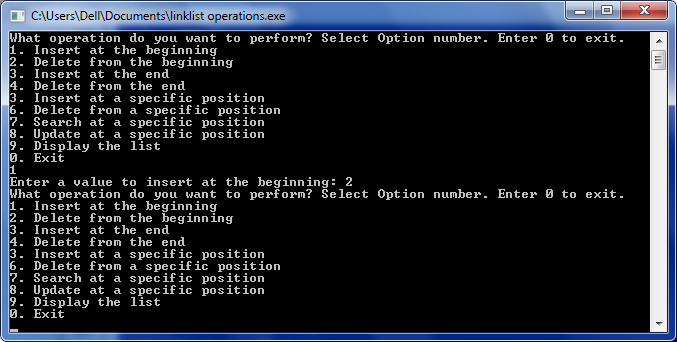 C:\Users\Dell\Documents\linklist operations.exe
What operation do you want to perform? Select Option number. Enter 0 to exit.
1. Insert at the beginning
2. Delete from the beginning
3. Insert at the end
4. Delete from the end
3. Insert at a specific position
6. Delete from a specific position
7. Search at a specific position
8. Update at a specific position
9. Display the list
0. Exit
1
Enter a value to insert at the beginning: 2
What operation do you want to perform? Select Option number. Enter 0 to exit.
1. Insert at the beginning
2. Delete from the beginning
3. Insert at the end
4. Delete from the end
3. Insert at a specific position
6. Delete from a specific position
7. Search at a specific position
8. Update at a specific position
9. Display the list
0. Exit